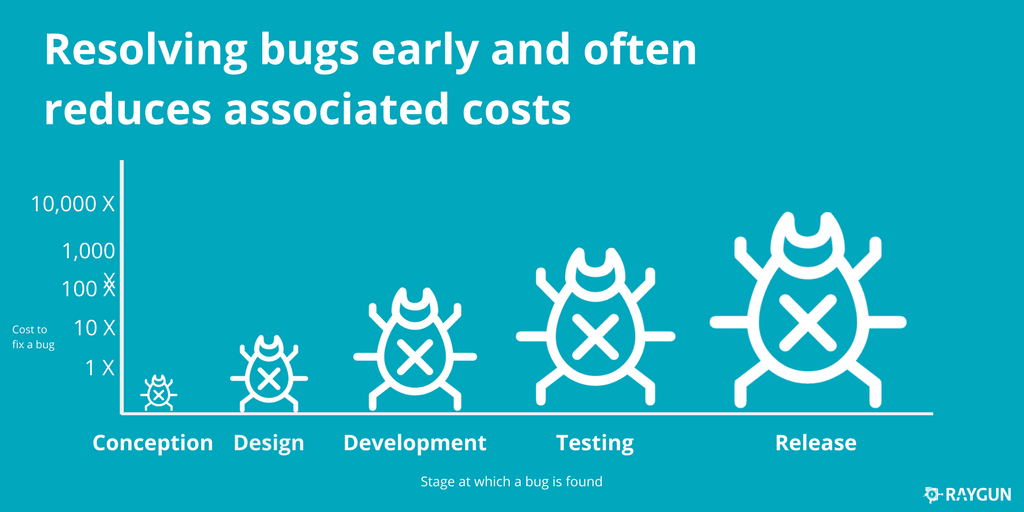 Resolving bugs early and often
reduces associated costs
10,000 X
1,000
X
100 X
10 X
Cost to
fix a bug
1 X
Conception Design Development Testing Release
Stage at which a bug is found
RAYGUN